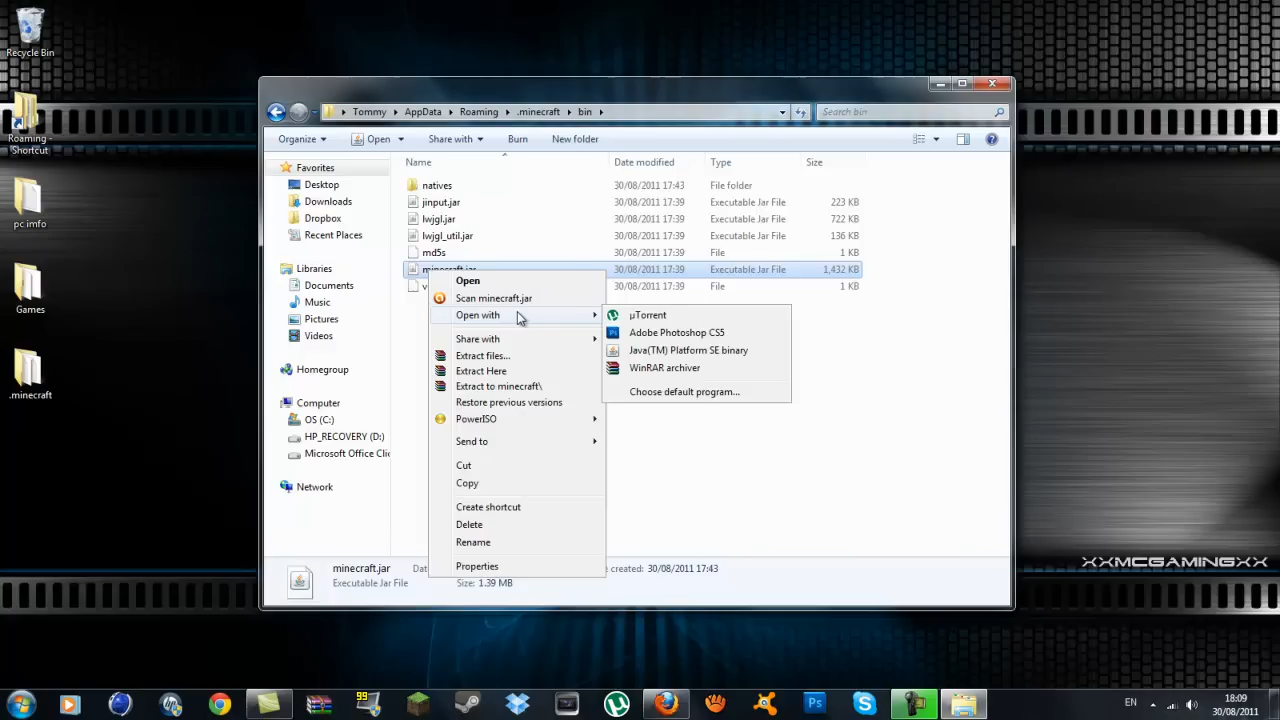 Recycle Bin
Roaming -
Shortcut
pc imfo
Games
.minecraft
Tommy
AppData
Roaming
.minecraft
bin
Search bin
Organize
Open
Share with
Burn
New folder
Name
Date modified
Type
Size
Favorites
Desktop
Downloads
Dropbox
Recent Places
Libraries
Documents
Music
Pictures
Videos
Homegroup
Computer
OS (C:)
HP_RECOVERY (D:)
Microsoft Office Clic
Network
natives 30/08/2011 17:43 File folder
jinput.jar 30/08/2011 17:39 Executable Jar File 223 KB
lwjgl.jar 30/08/2011 17:39 Executable Jar File 722 KB
lwjgl_util.jar 30/08/2011 17:39 Executable Jar File 136 KB
md5s 30/08/2011 17:39 File 1 KB
minecraft.jar 30/08/2011 17:39 Executable Jar File 1,432 KB
v 30/08/2011 17:39 File 1 KB
Open
Scan minecraft.jar
Open with
Share with
Extract files...
Extract Here
Extract to minecraft\
Restore previous versions
PowerISO
Send to
Cut
Copy
Create shortcut
Delete
Rename
Properties
µTorrent
Adobe Photoshop CS5
Java(TM) Platform SE binary
WinRAR archiver
Choose default program...
minecraft.jar Da
created: 30/08/2011 17:43
Executable Jar File
Size: 1.39 MB
XXMCGAMINGXX
99
EN
18:09
30/08/2011